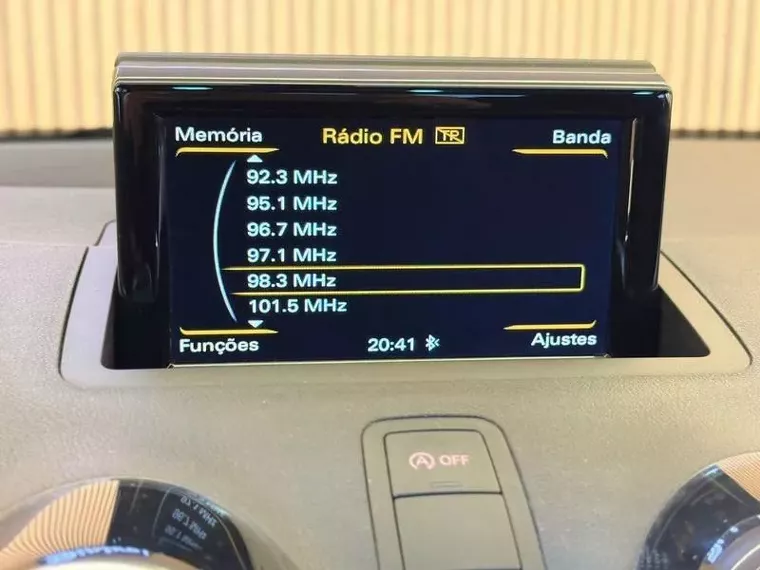 Memória Rádio FM TP Banda
92.3 MHz
95.1 MHz
96.7 MHz
97.1 MHz
98.3 MHz
101.5 MHz
Funções 20:41 Ajustes
A OFF